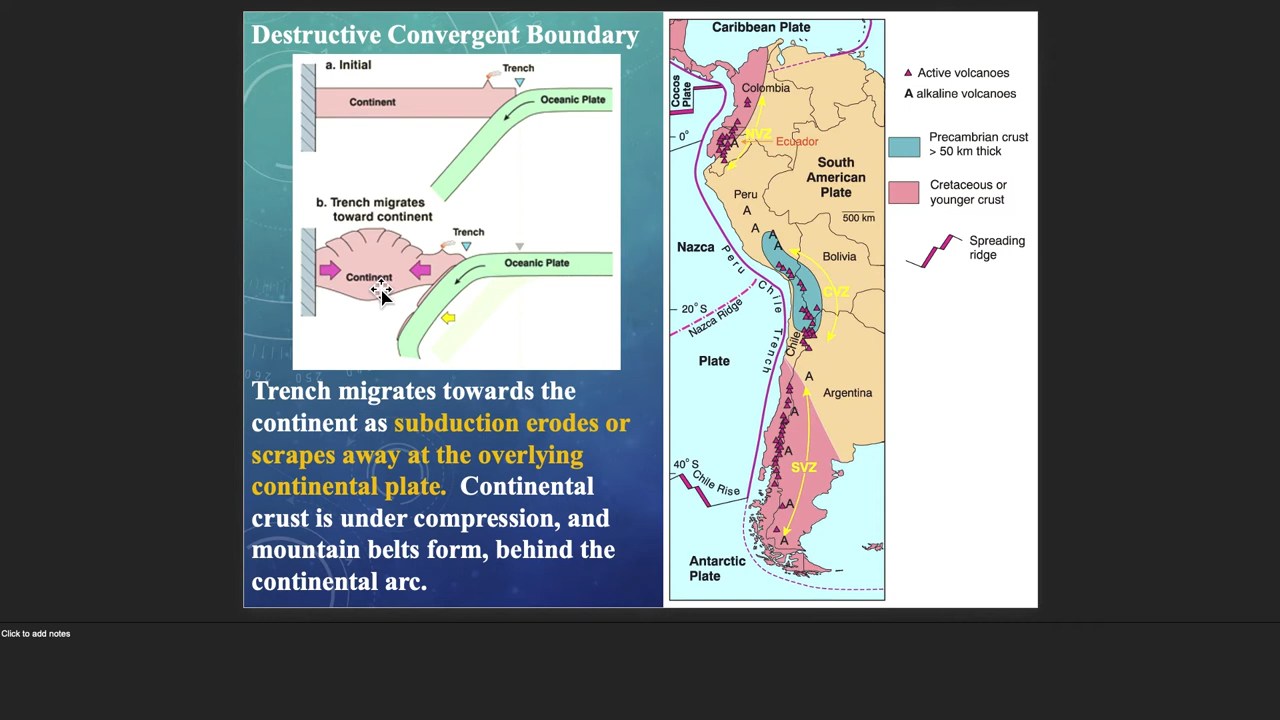 Destructive Convergent Boundary
a. Initial
Trench
Continent
Oceanic Plate
b. Trench migrates
toward continent
Trench
Oceanic Plate
Continent
Trench migrates towards the
continent as subduction erodes or
scrapes away at the overlying
continental plate. Continental
crust is under compression, and
mountain belts form, behind the
continental arc.
Caribbean Plate
Cocos
Plate
Colombia
0°
NVZ
A
Ecuador
South
American
Plate
Peru
A
500 km
A
A
Nazca
A
Bolivia
Peru Chile Trench
CVZ
20° S
Nazca Ridge
Chile
Plate
A
Argentina
A
A
40° S
SVZ
Chile Rise
A
A
Antarctic
Plate
Active volcanoes
A alkaline volcanoes
Precambrian crust
> 50 km thick
Cretaceous or
younger crust
Spreading
ridge
Click to add notes